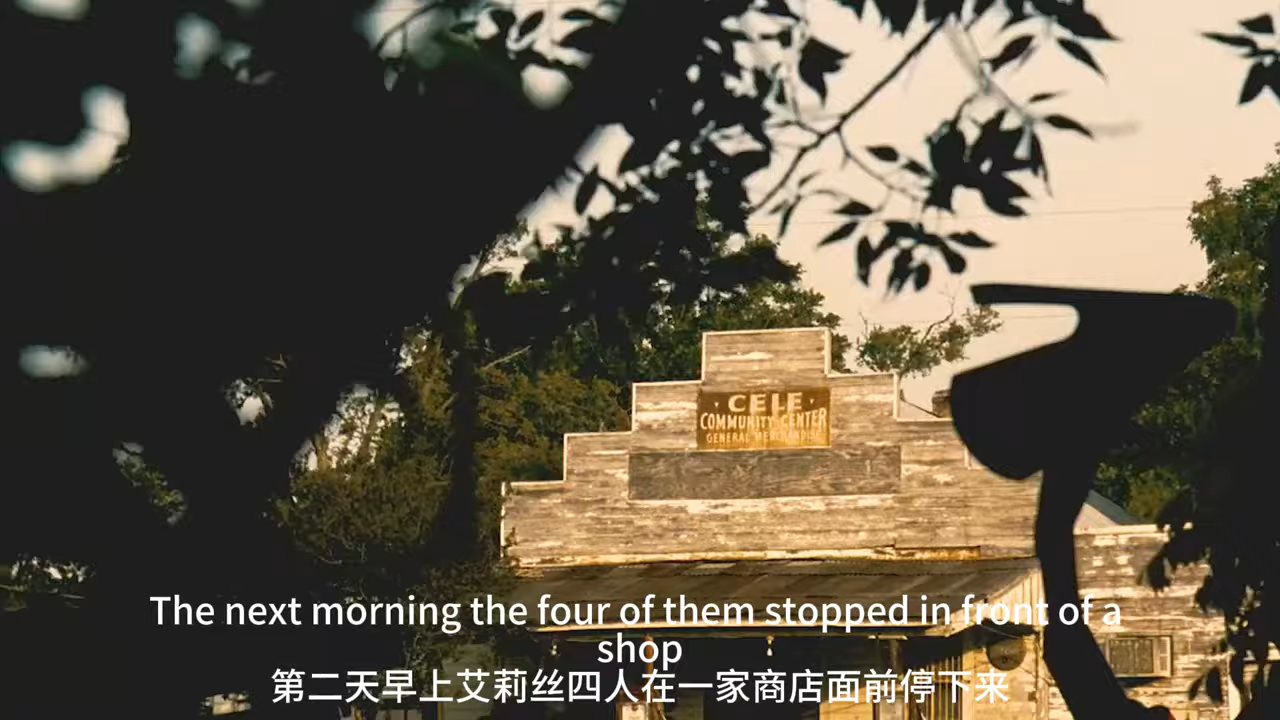 CELE
COMMUNITY CENTER
GENERAL MERCHANDISE
The next morning the four of them stopped in front of a
shop
第二天早上艾莉丝四人在一家商店面前停下来